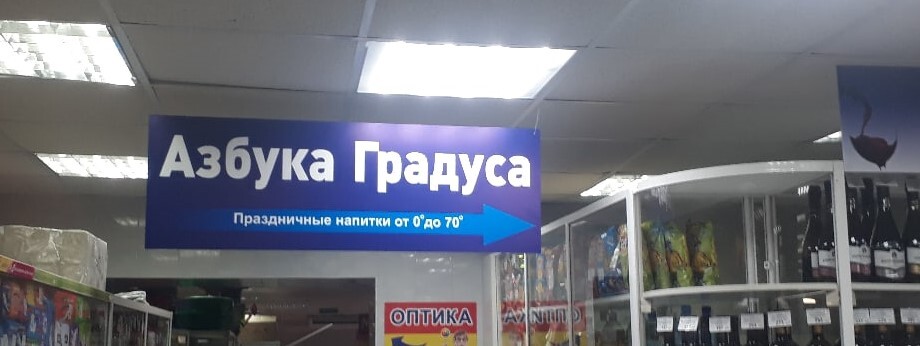 Азбука Градуса
Праздничные напитки от 0° до 70°
ОПТИКА